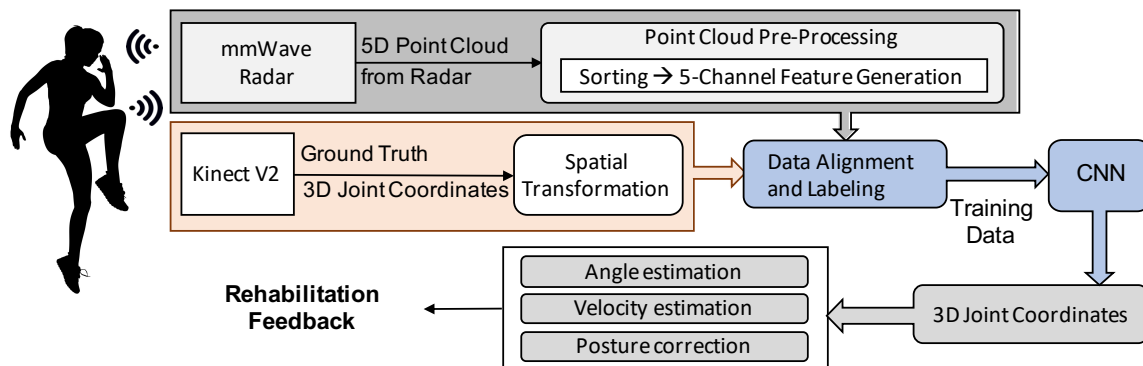 mmWave
Radar
5D Point Cloud
from Radar
Point Cloud Pre-Processing
Sorting → 5-Channel Feature Generation
Kinect V2
Ground Truth
3D Joint Coordinates
Spatial
Transformation
Data Alignment
and Labeling
Training
Data
CNN
3D Joint Coordinates
Angle estimation
Velocity estimation
Posture correction
Rehabilitation
Feedback